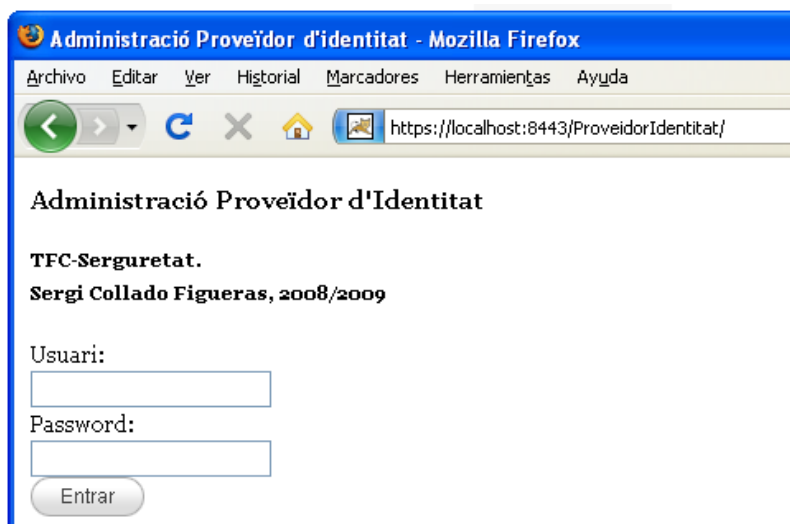 Administració Proveïdor d'identitat - Mozilla Firefox
Archivo Editar Ver Historial Marcadores Herramientas Ayuda
https://localhost:8443/ProveidorIdentitat/
Administració Proveïdor d'Identitat
TFC-Serguretat.
Sergi Collado Figueras, 2008/2009
Usuari:
Password:
Entrar